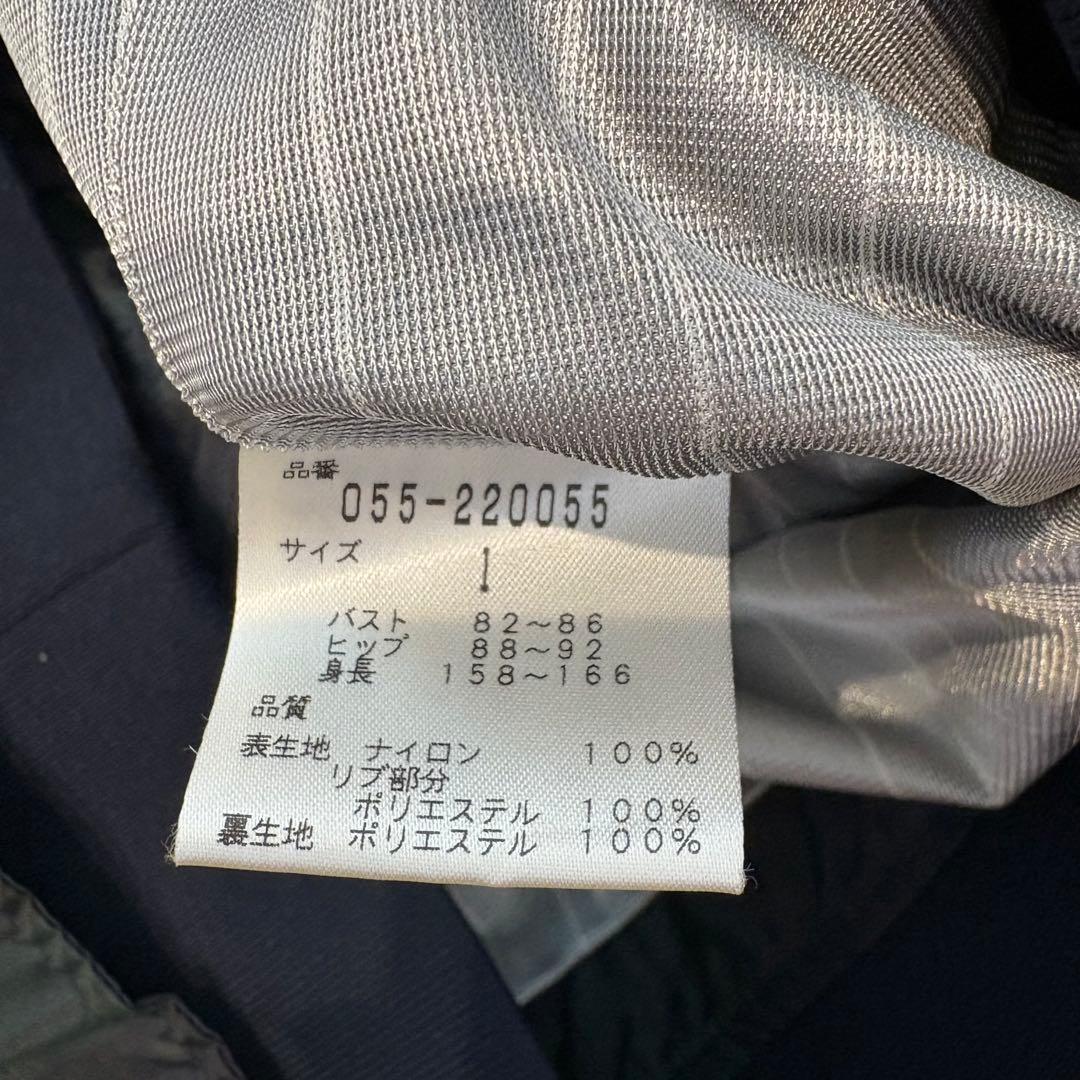 品番
055-220055
サイズ I
バスト 82～86
ヒップ 88～92
身長 158～166
品質
表生地 ナイロン 100%
リブ部分
ポリエステル 100%
裏生地 ポリエステル 100%